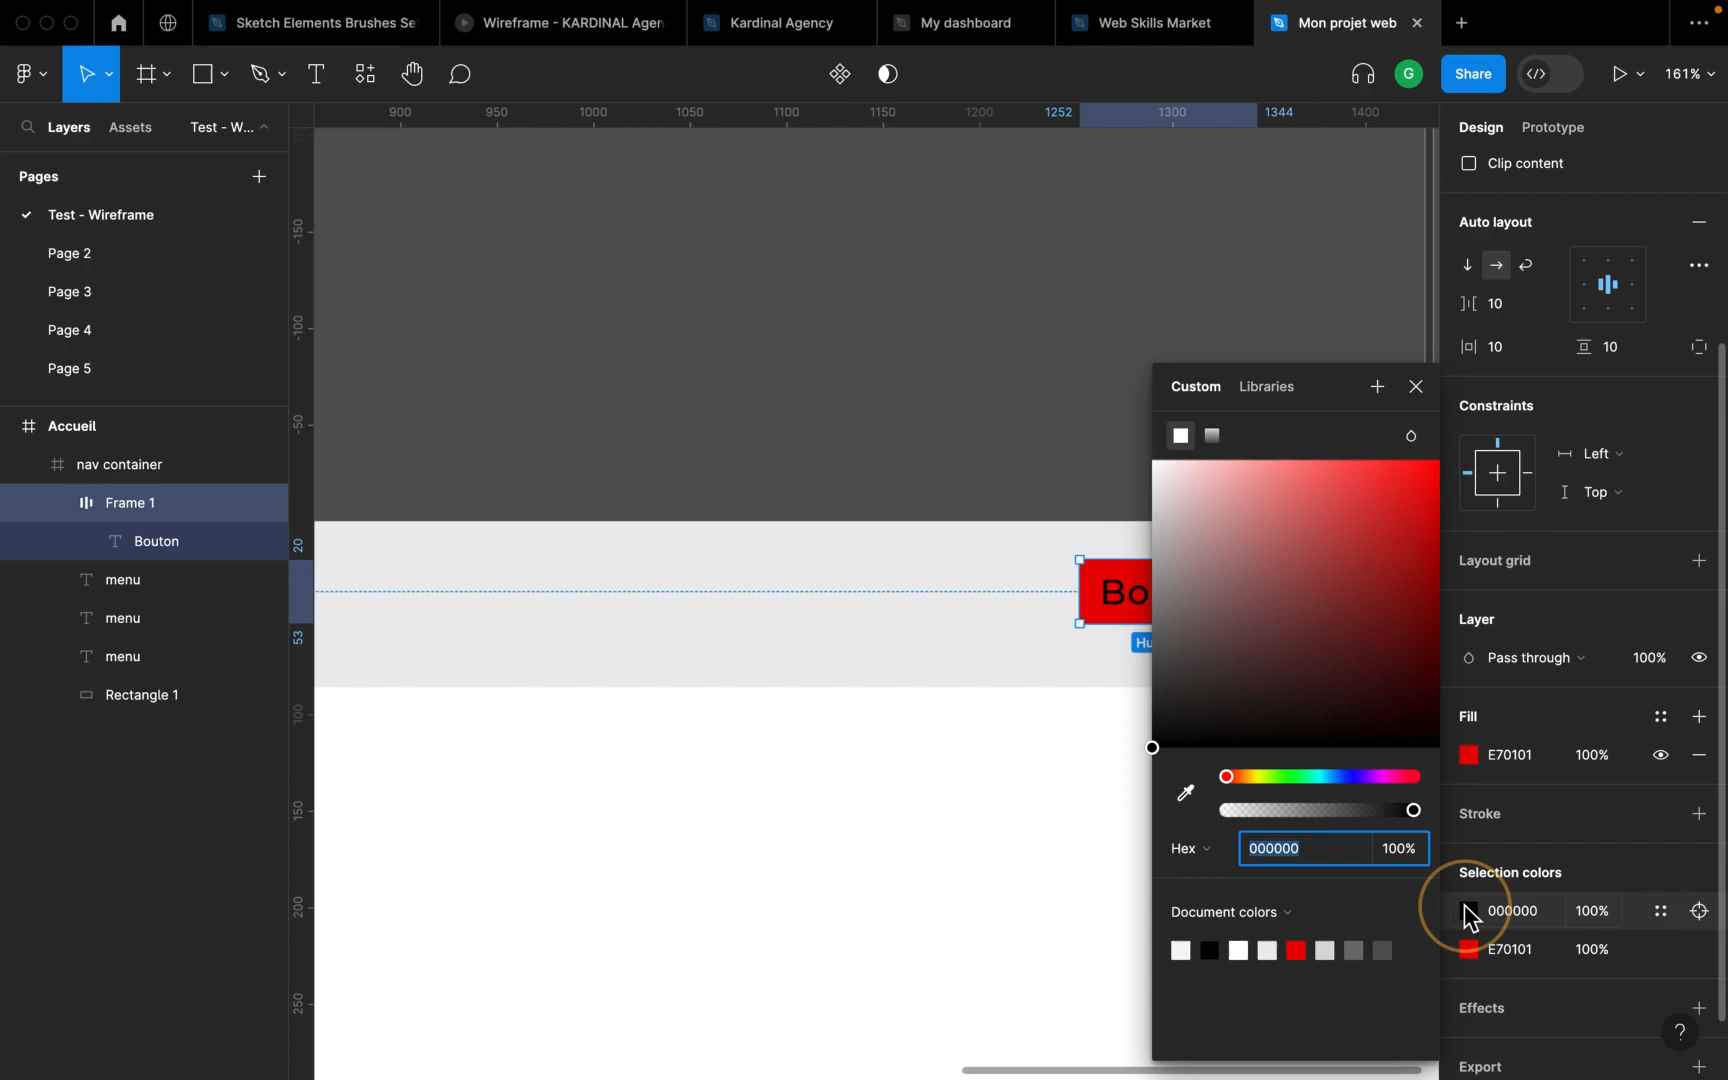 Sketch Elements Brushes Se
Wireframe - KARDINAL Agen
Kardinal Agency
My dashboard
Web Skills Market
Mon projet web
G
Share
161%
Layers
Assets
Test - W...
Pages
Test - Wireframe
Page 2
Page 3
Page 4
Page 5
Accueil
nav container
Frame 1
Bouton
menu
menu
menu
Rectangle 1
900
950
1000
1050
1100
1150
1200
1252
1300
1344
1400
-150
-100
-50
20
53
100
150
200
250
Bo
Hu
Custom
Libraries
Hex
000000
100%
Document colors
Design
Prototype
Clip content
Auto layout
10
10
10
Constraints
Left
Top
Layout grid
Layer
Pass through
100%
Fill
E70101
100%
Stroke
Selection colors
000000
100%
E70101
100%
Effects
?
Export